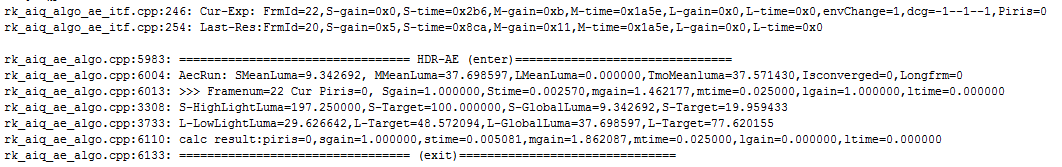 rk_aiq_algo_ae_itf.cpp:246: Cur-Exp: FrmId=22,S-gain=0x0,S-time=0x2b6,M-gain=0xb,M-time=0x1a5e,L-gain=0x0,L-time=0x0,envChange=1,dcg=-1--1--1,Piris=0
rk_aiq_algo_ae_itf.cpp:254: Last-Res:FrmId=20,S-gain=0x5,S-time=0x8ca,M-gain=0x11,M-time=0x1a5e,L-gain=0x0,L-time=0x0
rk_aiq_ae_algo.cpp:5983: ================================ HDR-AE (enter)==============================
rk_aiq_ae_algo.cpp:6004: AecRun: SMeanLuma=9.342692, MMeanLuma=37.698597,LMeanLuma=0.000000,TmoMeanluma=37.571430,Isconverged=0,Longfrm=0
rk_aiq_ae_algo.cpp:6013: >>> Framenum=22 Cur Piris=0, Sgain=1.000000,Stime=0.002570,mgain=1.462177,mtime=0.025000,lgain=1.000000,ltime=0.000000
rk_aiq_ae_algo.cpp:3308: S-HighLightLuma=197.250000,S-Target=100.000000,S-GlobalLuma=9.342692,S-Target=19.959433
rk_aiq_ae_algo.cpp:3733: L-LowLightLuma=29.626642,L-Target=48.572094,L-GlobalLuma=37.698597,L-Target=77.620155
rk_aiq_ae_algo.cpp:6110: calc result:piris=0,sgain=1.000000,stime=0.005081,mgain=1.862087,mtime=0.025000,lgain=0.000000,ltime=0.000000
rk_aiq_ae_algo.cpp:6133: ================================ (exit)==============================